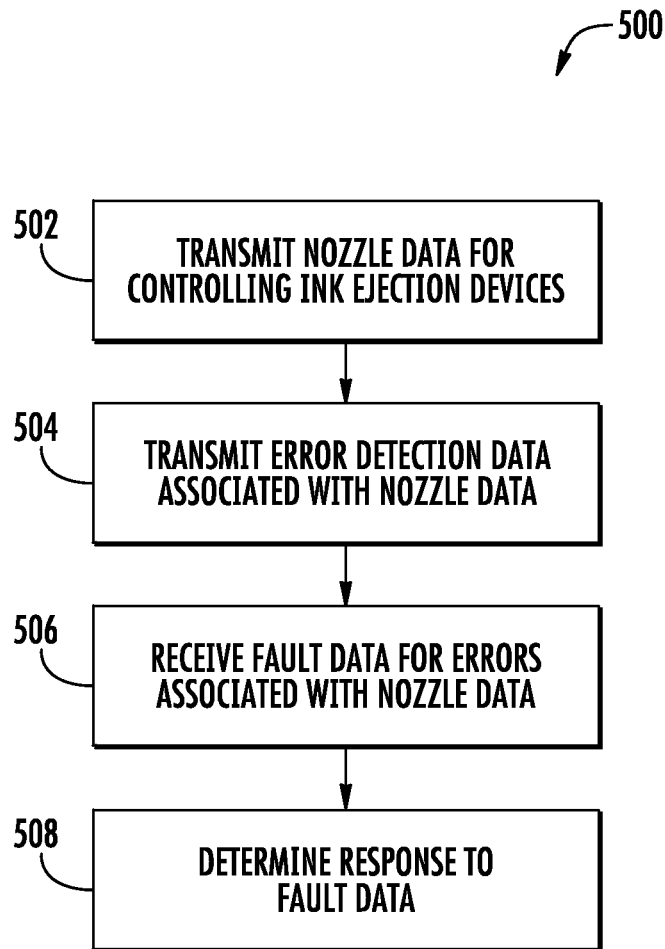 500
502
TRANSMIT NOZZLE DATA FOR
CONTROLLING INK EJECTION DEVICES
504
TRANSMIT ERROR DETECTION DATA
ASSOCIATED WITH NOZZLE DATA
506
RECEIVE FAULT DATA FOR ERRORS
ASSOCIATED WITH NOZZLE DATA
508
DETERMINE RESPONSE TO
FAULT DATA